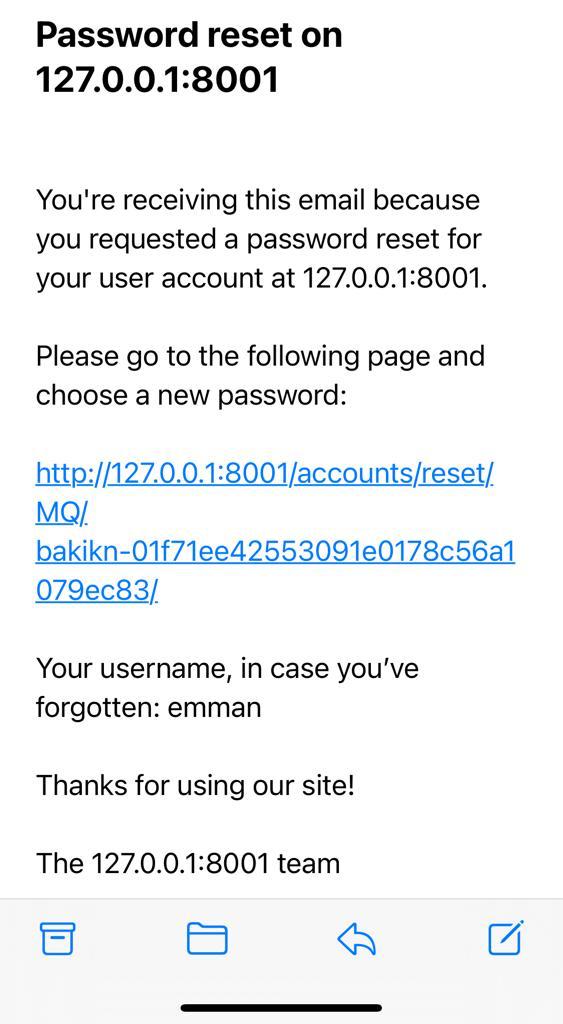 Password reset on
127.0.0.1:8001
You're receiving this email because
you requested a password reset for
your user account at 127.0.0.1:8001.
Please go to the following page and
choose a new password:
http://127.0.0.1:8001/accounts/reset/
MQ/
bakikn-01f71ee42553091e0178c56a1
079ec83/
Your username, in case you’ve
forgotten: emman
Thanks for using our site!
The 127.0.0.1:8001 team